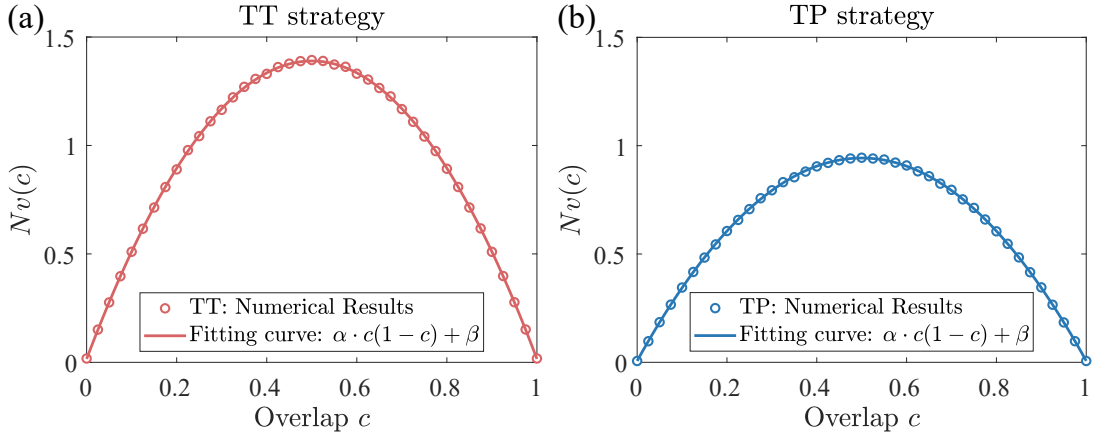 (a)
TT strategy
1.5
1
0.5
0
Nv(c)
TT: Numerical Results
Fitting curve: α · c(1 − c) + β
0 0.2 0.4 0.6 0.8 1
Overlap c
(b)
TP strategy
1.5
1
0.5
0
Nv(c)
TP: Numerical Results
Fitting curve: α · c(1 − c) + β
0 0.2 0.4 0.6 0.8 1
Overlap c